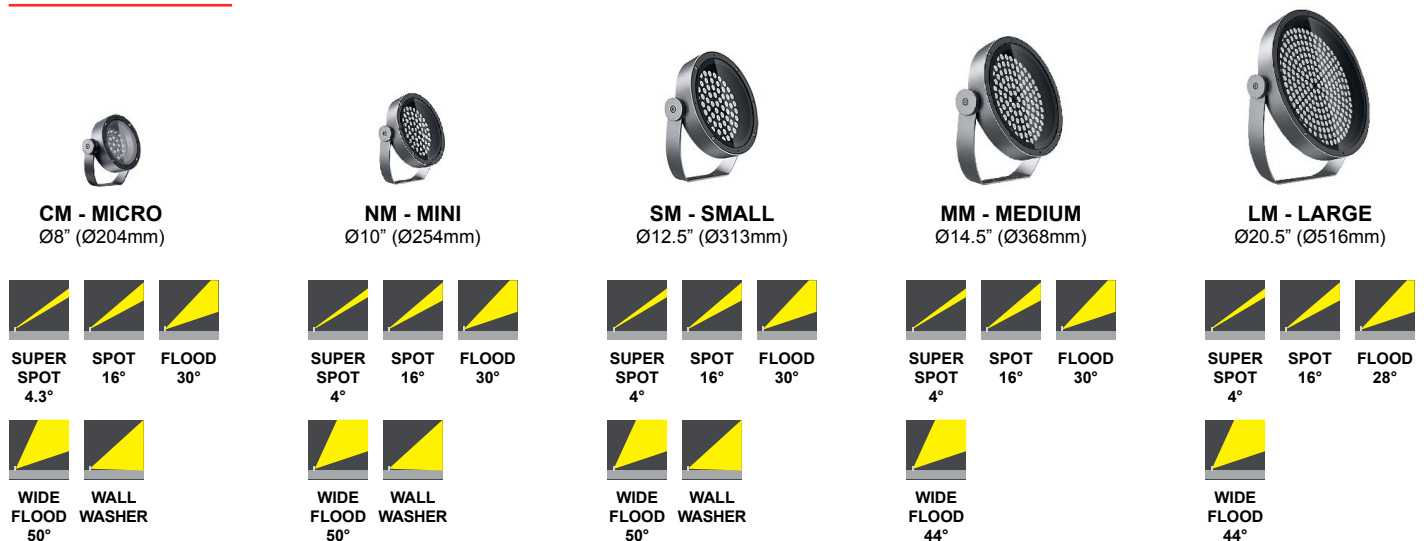 CM - MICRO
Ø8” (Ø204mm)
SUPER SPOT 4.3°
SPOT 16°
FLOOD 30°
WIDE FLOOD 50°
WALL WASHER
NM - MINI
Ø10” (Ø254mm)
SUPER SPOT 4°
SPOT 16°
FLOOD 30°
WIDE FLOOD 50°
WALL WASHER
SM - SMALL
Ø12.5” (Ø313mm)
SUPER SPOT 4°
SPOT 16°
FLOOD 30°
WIDE FLOOD 50°
WALL WASHER
MM - MEDIUM
Ø14.5” (Ø368mm)
SUPER SPOT 4°
SPOT 16°
FLOOD 30°
WIDE FLOOD 44°
LM - LARGE
Ø20.5” (Ø516mm)
SUPER SPOT 4°
SPOT 16°
FLOOD 28°
WIDE FLOOD 44°